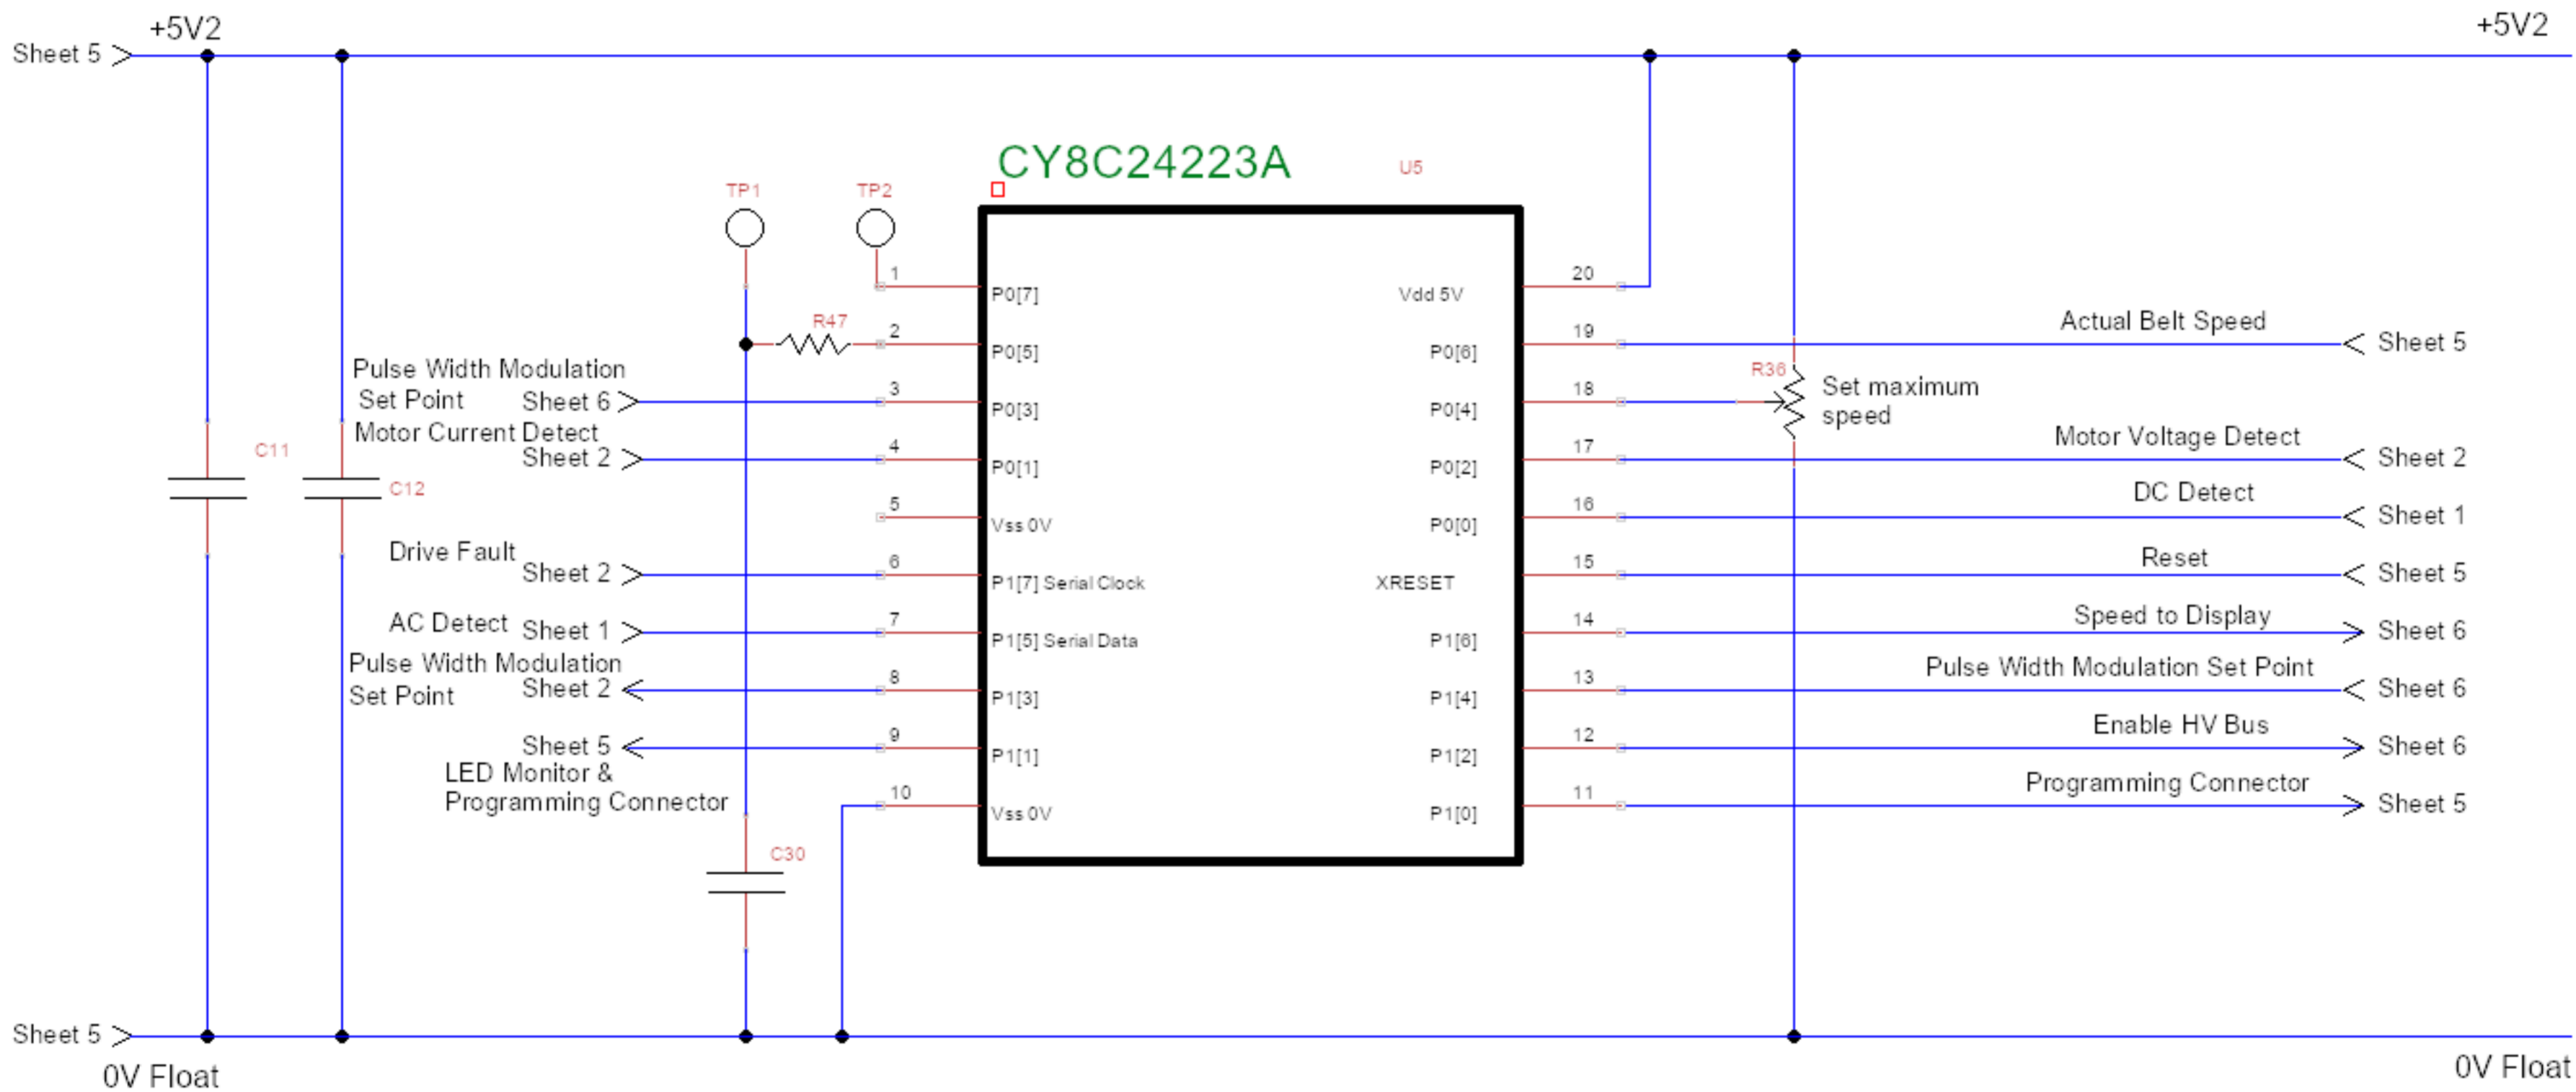 +5V2
+5V2
Sheet 5
CY8C24223A
U5
TP1
TP2
1
P0[7]
Vdd 5V
20
R47
2
P0[5]
P0[6]
19
Actual Belt Speed
Sheet 5
Pulse Width Modulation
Set Point
Sheet 6
3
P0[3]
P0[4]
18
R36
Set maximum
speed
Motor Current Detect
Sheet 2
4
P0[1]
P0[2]
17
Motor Voltage Detect
Sheet 2
C11
C12
5
Vss 0V
P0[0]
16
DC Detect
Sheet 1
Drive Fault
Sheet 2
6
P1[7] Serial Clock
XRESET
15
Reset
Sheet 5
AC Detect
Sheet 1
7
P1[5] Serial Data
P1[6]
14
Speed to Display
Sheet 6
Pulse Width Modulation
Set Point
Sheet 2
8
P1[3]
P1[4]
13
Pulse Width Modulation Set Point
Sheet 6
Sheet 5
9
P1[1]
P1[2]
12
Enable HV Bus
Sheet 6
LED Monitor &
Programming Connector
10
Vss 0V
P1[0]
11
Programming Connector
Sheet 5
C30
Sheet 5
0V Float
0V Float